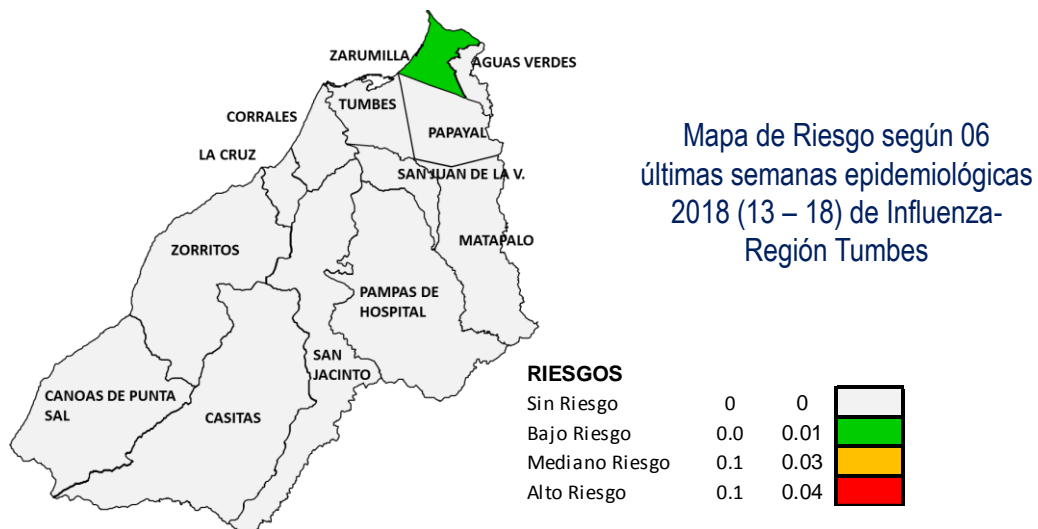 ZARUMILLA
AGUAS VERDES
TUMBES
CORRALES
PAPAYAL
LA CRUZ
SAN JUAN DE LA V.
MATAPALO
ZORRITOS
PAMPAS DE
HOSPITAL
SAN
JACINTO
CANOAS DE PUNTA
SAL
CASITAS
Mapa de Riesgo según 06
últimas semanas epidemiológicas
2018 (13 – 18) de Influenza-
Región Tumbes
RIESGOS
Sin Riesgo 0 0
Bajo Riesgo 0.0 0.01
Mediano Riesgo 0.1 0.03
Alto Riesgo 0.1 0.04